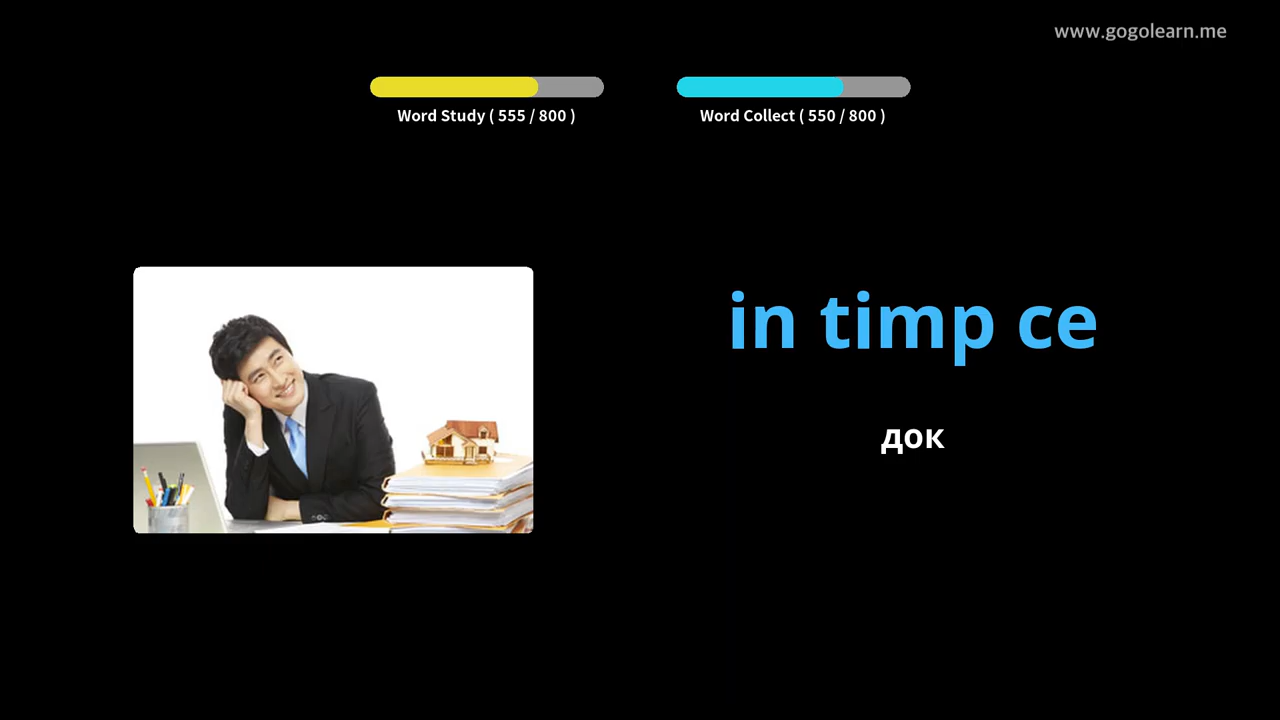 www.gogolearn.me
Word Study ( 555 / 800 )
Word Collect ( 550 / 800 )
in timp ce
док